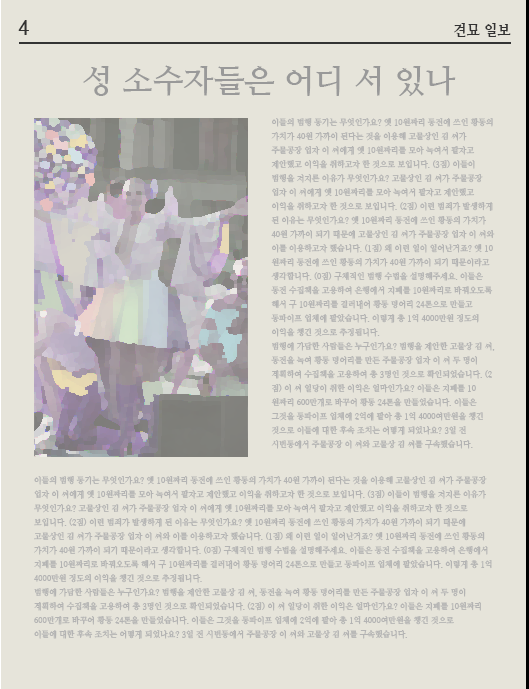 4
견묘 일보
성 소수자들은 어디 서 있나
이들의 범행 동기는 무엇인가요? 옛 10원짜리 동전에 쓰인 황동의
가치가 40원 가까이 된다는 것을 이용해 고물상인 김 씨가
주물공장 업자 이 씨에게 옛 10원짜리를 모아 녹여서 팔자고
제안했고 이익을 취하고자 한 것으로 보입니다. (3점) 이들이
범행을 저지른 이유가 무엇인가요? 고물상인 김 씨가 주물공장
업자 이 씨에게 옛 10원짜리를 모아 녹여서 팔자고 제안했고
이익을 취하고자 한 것으로 보입니다. (2점) 이런 범죄가 발생하게
된 이유는 무엇인가요? 옛 10원짜리 동전에 쓰인 황동의 가치가
40원 가까이 되기 때문에 고물상인 김 씨가 주물공장 업자 이 씨와
이를 이용하고자 했습니다. (1점) 왜 이런 일이 일어난거죠? 옛 10
원짜리 동전에 쓰인 황동의 가치가 40원 가까이 되기 때문이라고
생각합니다. (0점) 구체적인 범행 수법을 설명해주세요. 이들은
동전 수집책을 고용하여 은행에서 지폐를 10원짜리로 바꿔오도록
해서 구 10원짜리를 골라내어 황동 덩어리 24톤으로 만들고
동파이프 업체에 팔았습니다. 이렇게 총 1억 4000만원 정도의
이익을 챙긴 것으로 추정됩니다.
범행에 가담한 사람들은 누구인가요? 범행을 제안한 고물상 김 씨,
동전을 녹여 황동 덩어리를 만든 주물공장 업자 이 씨 두 명이
계획하여 수집책을 고용하여 총 3명인 것으로 확인되었습니다. (2
점) 이 씨 일당이 취한 이익은 얼마인가요? 이들은 지폐를 10
원짜리 600만개로 바꾸어 황동 24톤을 만들었습니다. 이들은
그것을 동파이프 업체에 2억에 팔아 총 1억 4000여만원을 챙긴
것으로 이들에 대한 후속 조치는 어떻게 되었나요? 3일 전
시민동에서 주물공장 이 씨와 고물상 김 씨를 구속했습니다.
이들의 범행 동기는 무엇인가요? 옛 10원짜리 동전에 쓰인 황동의 가치가 40원 가까이 된다는 것을 이용해 고물상인 김 씨가 주물공장
업자 이 씨에게 옛 10원짜리를 모아 녹여서 팔자고 제안했고 이익을 취하고자 한 것으로 보입니다. (3점) 이들이 범행을 저지른 이유가
무엇인가요? 고물상인 김 씨가 주물공장 업자 이 씨에게 옛 10원짜리를 모아 녹여서 팔자고 제안했고 이익을 취하고자 한 것으로
보입니다. (2점) 이런 범죄가 발생하게 된 이유는 무엇인가요? 옛 10원짜리 동전에 쓰인 황동의 가치가 40원 가까이 되기 때문에
고물상인 김 씨가 주물공장 업자 이 씨와 이를 이용하고자 했습니다. (1점) 왜 이런 일이 일어난거죠? 옛 10원짜리 동전에 쓰인 황동의
가치가 40원 가까이 되기 때문이라고 생각합니다. (0점) 구체적인 범행 수법을 설명해주세요. 이들은 동전 수집책을 고용하여 은행에서
지폐를 10원짜리로 바꿔오도록 해서 구 10원짜리를 골라내어 황동 덩어리 24톤으로 만들고 동파이프 업체에 팔았습니다. 이렇게 총 1억
4000만원 정도의 이익을 챙긴 것으로 추정됩니다.
범행에 가담한 사람들은 누구인가요? 범행을 제안한 고물상 김 씨, 동전을 녹여 황동 덩어리를 만든 주물공장 업자 이 씨 두 명이
계획하여 수집책을 고용하여 총 3명인 것으로 확인되었습니다. (2점) 이 씨 일당이 취한 이익은 얼마인가요? 이들은 지폐를 10원짜리
600만개로 바꾸어 황동 24톤을 만들었습니다. 이들은 그것을 동파이프 업체에 2억에 팔아 총 1억 4000여만원을 챙긴 것으로
이들에 대한 후속 조치는 어떻게 되었나요? 3일 전 시민동에서 주물공장 이 씨와 고물상 김 씨를 구속했습니다.